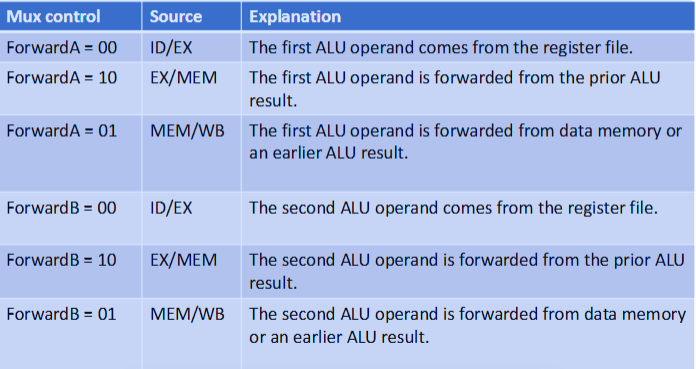 Mux control Source Explanation
ForwardA = 00 ID/EX The first ALU operand comes from the register file.
ForwardA = 10 EX/MEM The first ALU operand is forwarded from the prior ALU
result.
ForwardA = 01 MEM/WB The first ALU operand is forwarded from data memory or
an earlier ALU result.
ForwardB = 00 ID/EX The second ALU operand comes from the register file.
ForwardB = 10 EX/MEM The second ALU operand is forwarded from the prior ALU
result.
ForwardB = 01 MEM/WB The second ALU operand is forwarded from data memory
or an earlier ALU result.